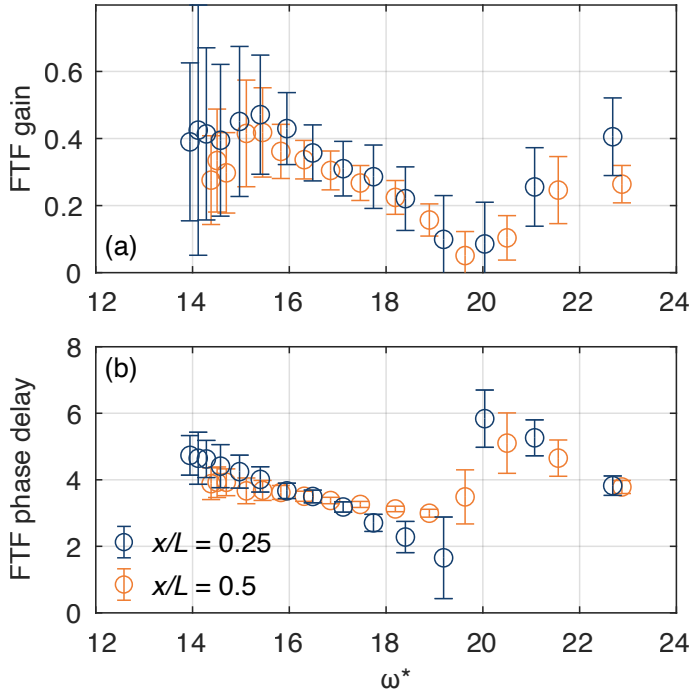 FTF gain
0.6
0.4
0.2
0
(a)
12 14 16 18 20 22 24
FTF phase delay
8
6
4
2
0
(b)
x/L = 0.25
x/L = 0.5
12 14 16 18 20 22 24
ω*